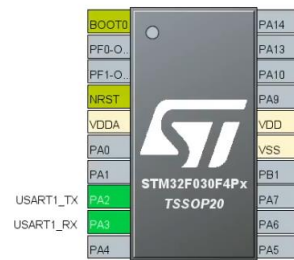 BOOT0
PF0-O..
PF1-O..
NRST
VDDA
PA0
PA1
USART1_TX PA2
USART1_RX PA3
PA4
STM32F030F4Px
TSSOP20
PA14
PA13
PA10
PA9
VDD
VSS
PB1
PA7
PA6
PA5